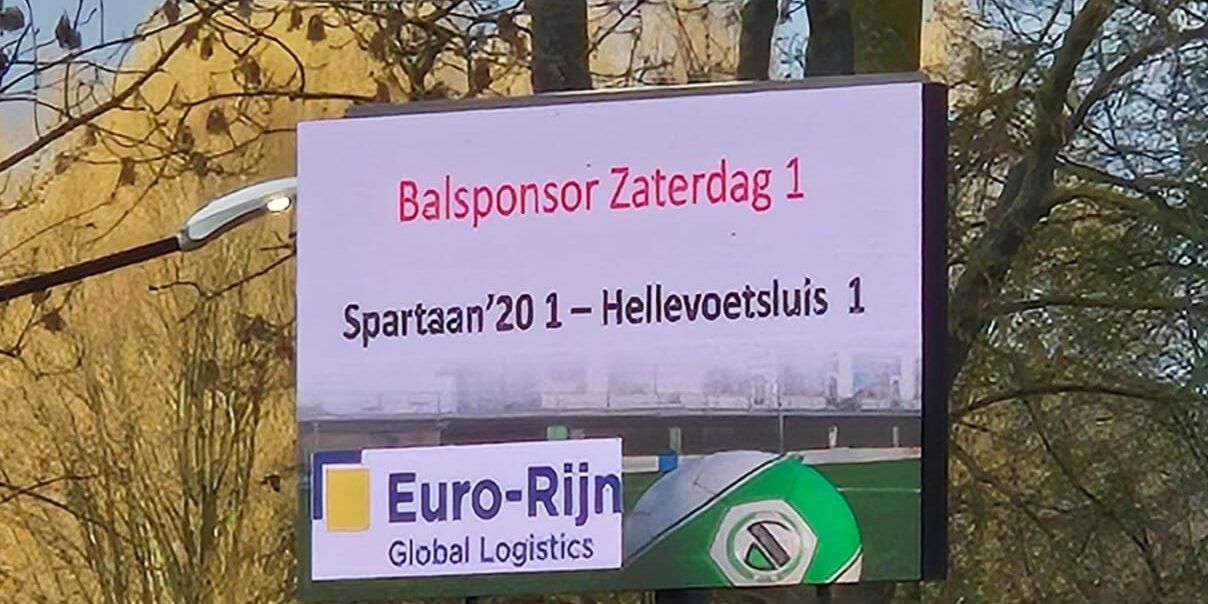 Balsponsor Zaterdag 1
Spartaan'20 1 – Hellevoetsluis 1
Euro-Rijn
Global Logistics